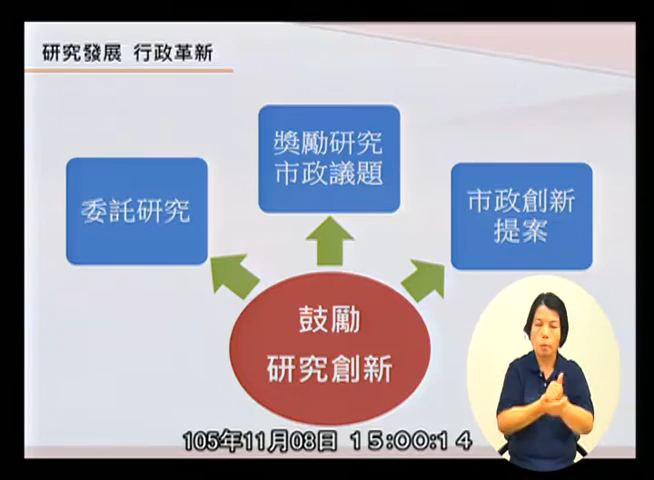 研究發展 行政革新
獎勵研究
市政議題
委託研究
市政創新
提案
鼓勵
研究創新
105年11月08日 15:00:14